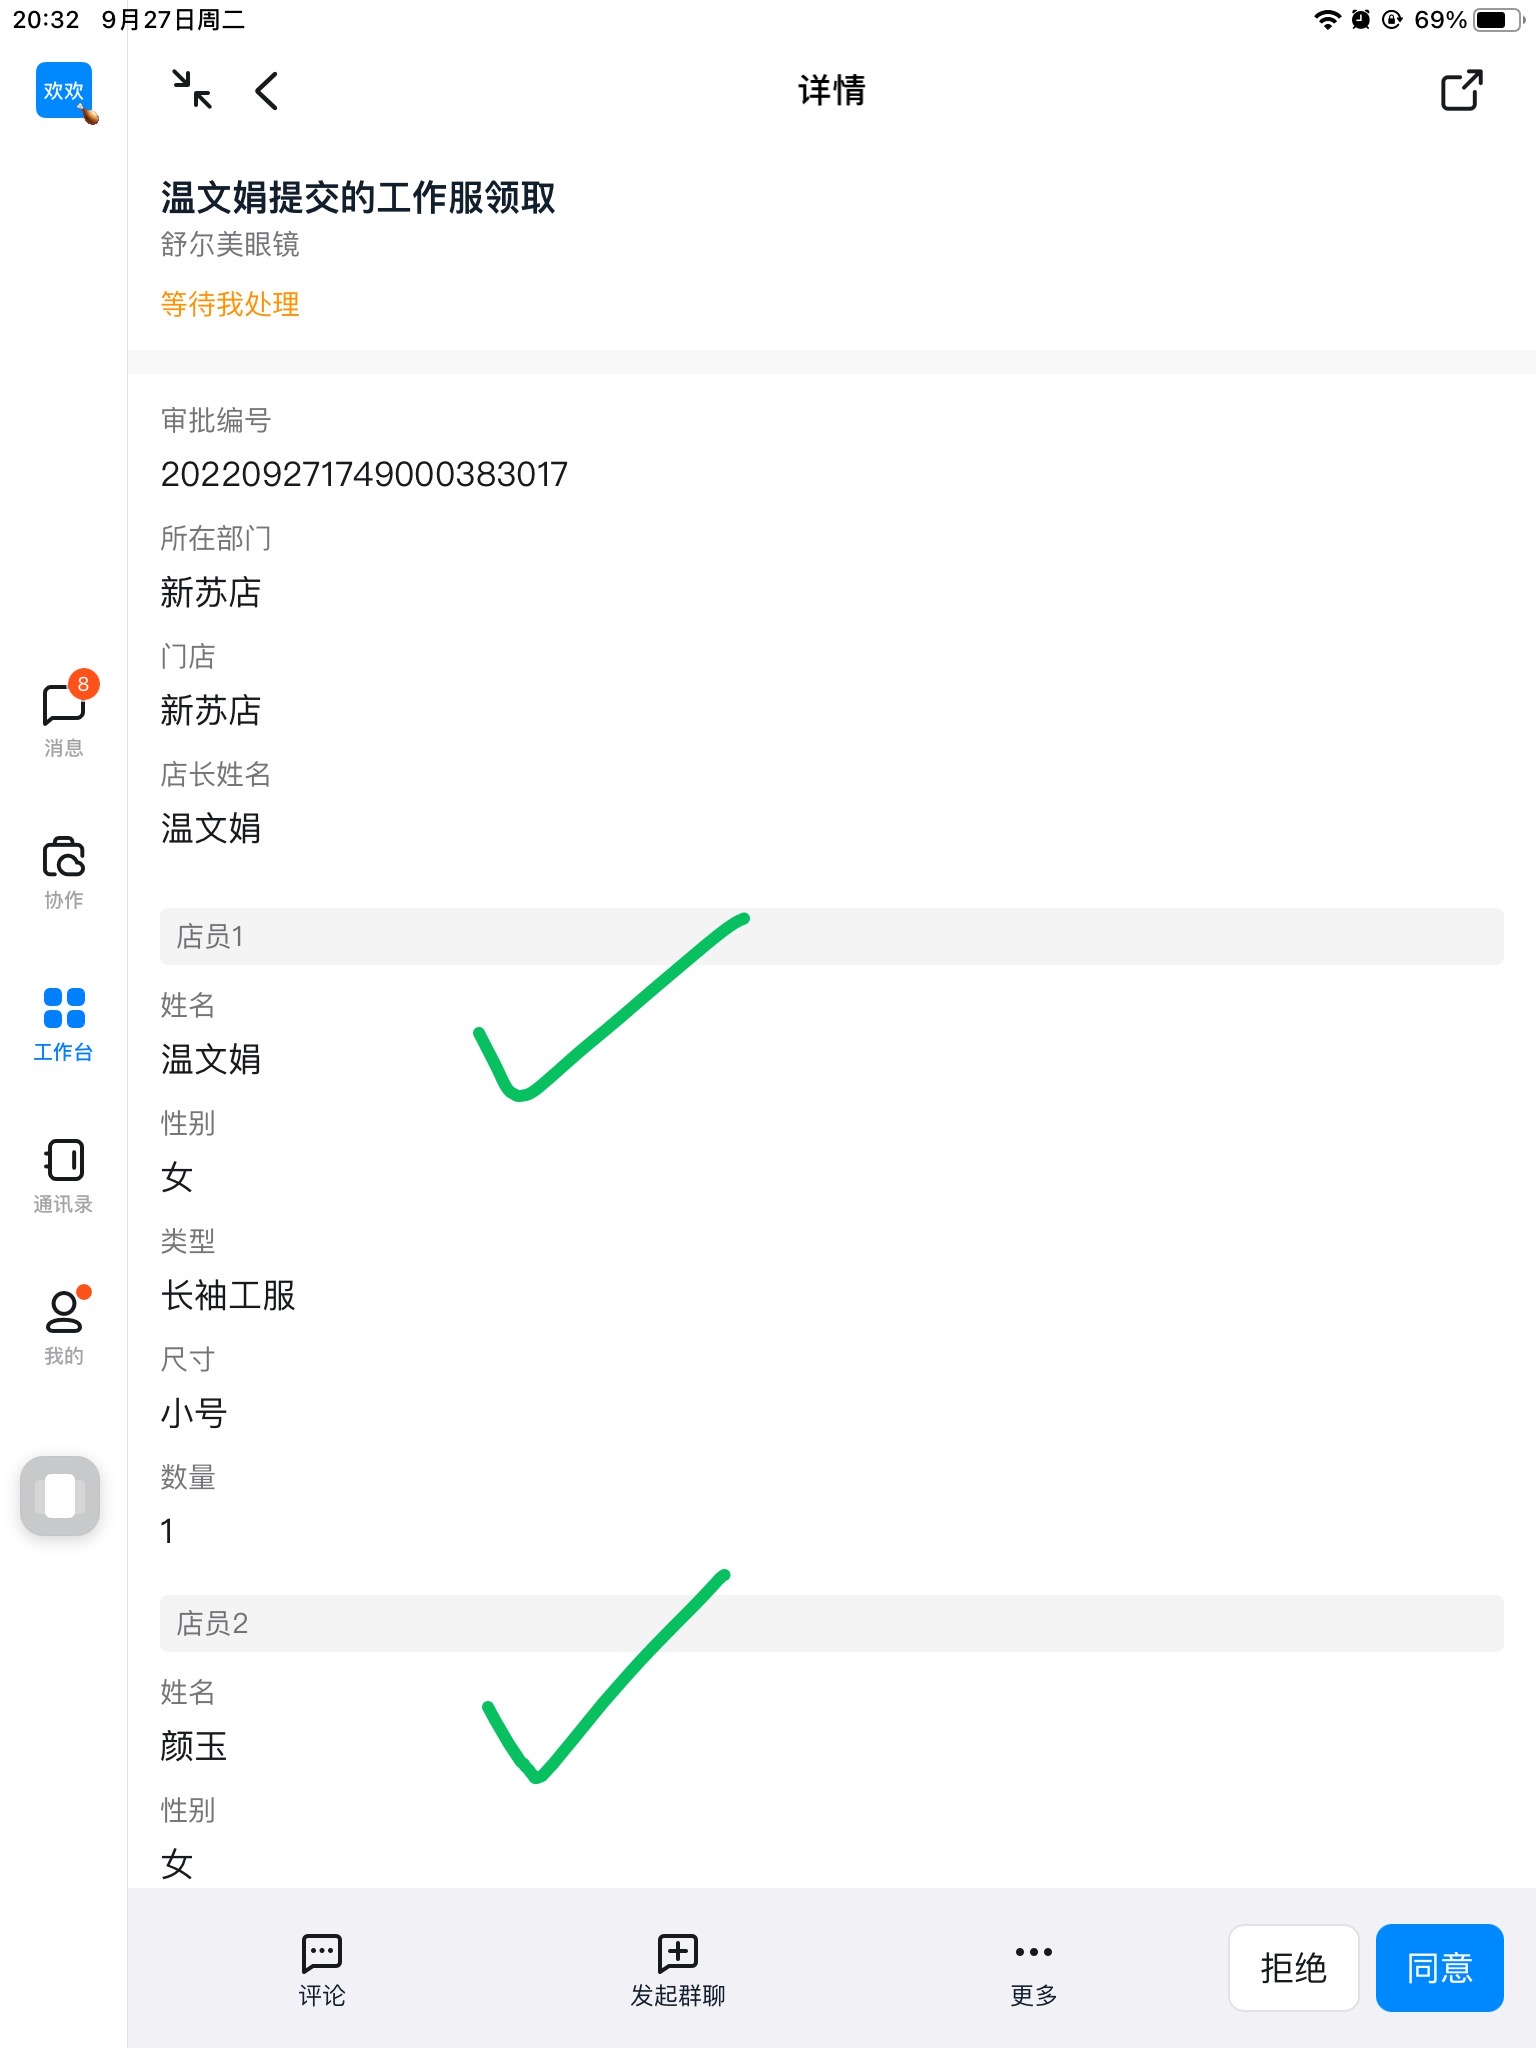 20:32 9月27日周二
69%
欢欢
详情
温文娟提交的工作服领取
舒尔美眼镜
等待我处理
审批编号
202209271749000383017
所在部门
新苏店
门店
新苏店
店长姓名
温文娟
店员1
姓名
温文娟
性别
女
类型
长袖工服
尺寸
小号
数量
1
店员2
姓名
颜玉
性别
女
8
消息
协作
工作台
通讯录
我的
评论
发起群聊
更多
拒绝
同意